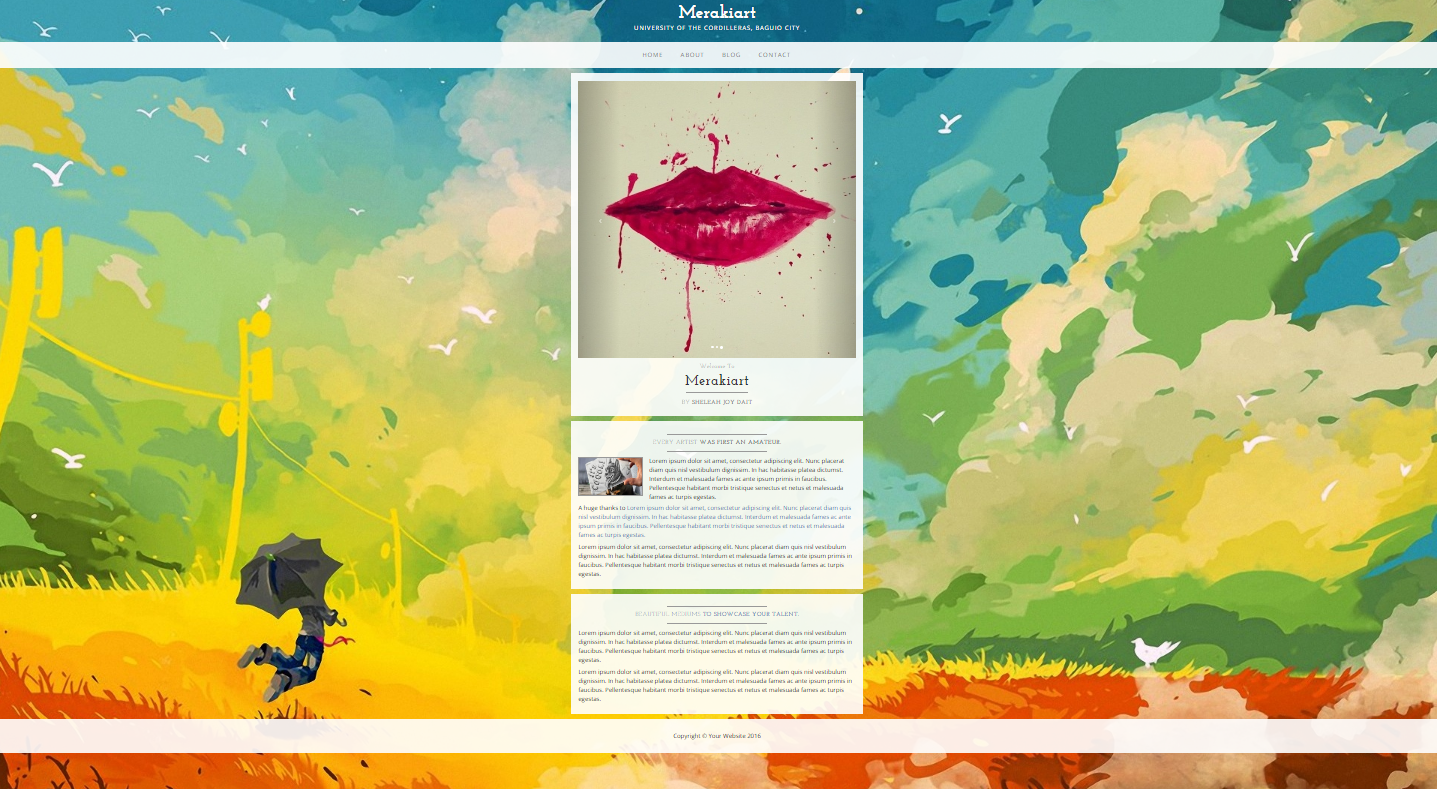 Merakiart
UNIVERSITY OF THE CORDILLERAS, BAGUIO CITY
HOME ABOUT BLOG CONTACT
Welcome To
Merakiart
BY SHELEAH JOY DAIT
EVERY ARTIST WAS FIRST AN AMATEUR.
Lorem ipsum dolor sit amet, consectetur adipiscing elit. Nunc placerat
diam quis nisl vestibulum dignissim. In hac habitasse platea dictumst.
Interdum et malesuada fames ac ante ipsum primis in faucibus.
Pellentesque habitant morbi tristique senectus et netus et malesuada
fames ac turpis egestas.
A huge thanks to Lorem ipsum dolor sit amet, consectetur adipiscing elit. Nunc placerat diam quis
nisl vestibulum dignissim. In hac habitasse platea dictumst. Interdum et malesuada fames ac ante
ipsum primis in faucibus. Pellentesque habitant morbi tristique senectus et netus et malesuada
fames ac turpis egestas.
Lorem ipsum dolor sit amet, consectetur adipiscing elit. Nunc placerat diam quis nisl vestibulum
dignissim. In hac habitasse platea dictumst. Interdum et malesuada fames ac ante ipsum primis in
faucibus. Pellentesque habitant morbi tristique senectus et netus et malesuada fames ac turpis
egestas.
BEAUTIFUL MEDIUMS TO SHOWCASE YOUR TALENT.
Lorem ipsum dolor sit amet, consectetur adipiscing elit. Nunc placerat diam quis nisl vestibulum
dignissim. In hac habitasse platea dictumst. Interdum et malesuada fames ac ante ipsum primis in
faucibus. Pellentesque habitant morbi tristique senectus et netus et malesuada fames ac turpis
egestas.
Lorem ipsum dolor sit amet, consectetur adipiscing elit. Nunc placerat diam quis nisl vestibulum
dignissim. In hac habitasse platea dictumst. Interdum et malesuada fames ac ante ipsum primis in
faucibus. Pellentesque habitant morbi tristique senectus et netus et malesuada fames ac turpis
egestas.
Copyright © Your Website 2016